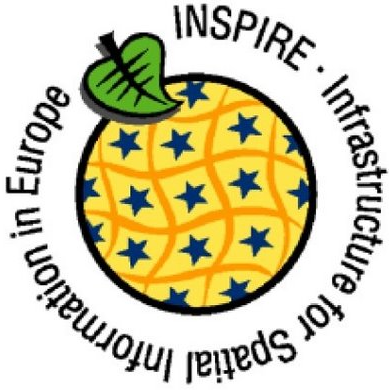 INSPIRE · Infrastructure for Spatial Information in Europe